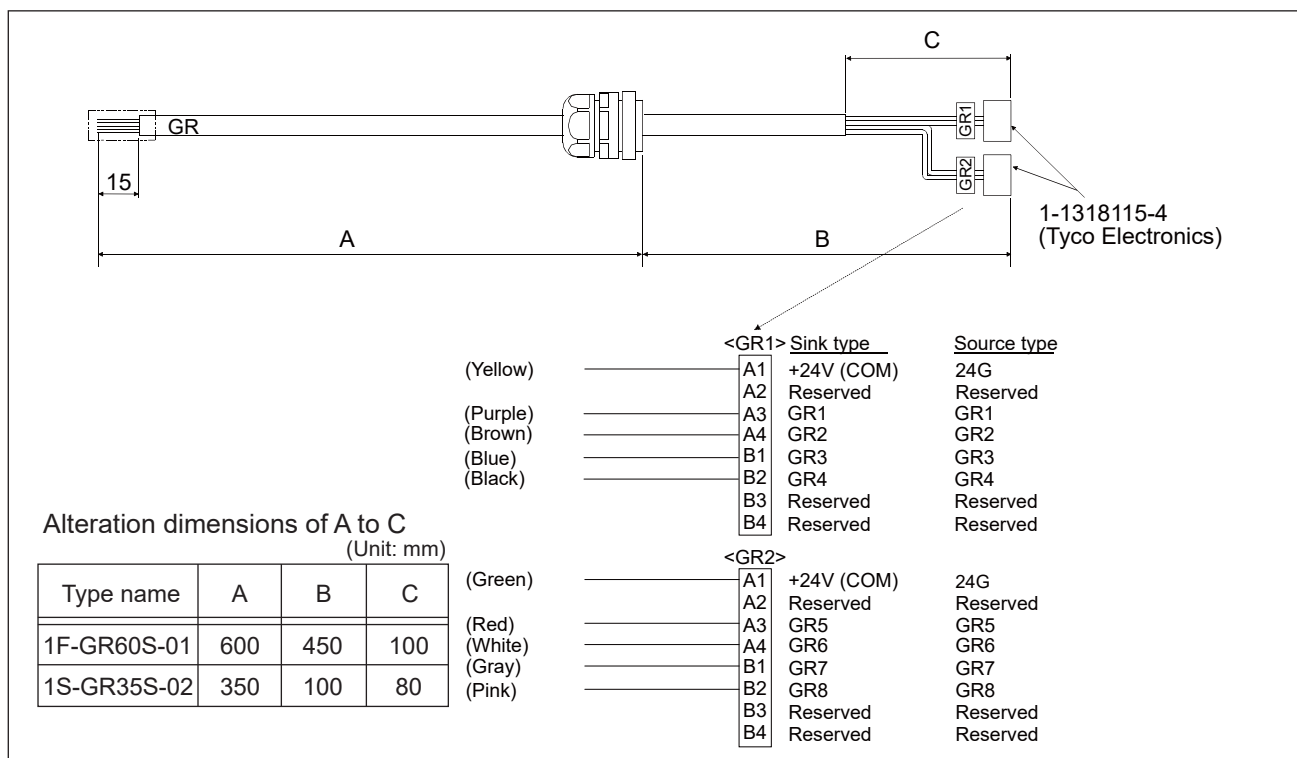 C
GR
GR1
GR2
15
1-1318115-4
(Tyco Electronics)
A
B
<GR1> Sink type Source type
(Yellow) A1 +24V (COM) 24G
A2 Reserved Reserved
(Purple) A3 GR1 GR1
(Brown) A4 GR2 GR2
(Blue) B1 GR3 GR3
(Black) B2 GR4 GR4
B3 Reserved Reserved
B4 Reserved Reserved
<GR2>
(Green) A1 +24V (COM) 24G
A2 Reserved Reserved
(Red) A3 GR5 GR5
(White) A4 GR6 GR6
(Gray) B1 GR7 GR7
(Pink) B2 GR8 GR8
B3 Reserved Reserved
B4 Reserved Reserved
Alteration dimensions of A to C
(Unit: mm)
Type name A B C
1F-GR60S-01 600 450 100
1S-GR35S-02 350 100 80